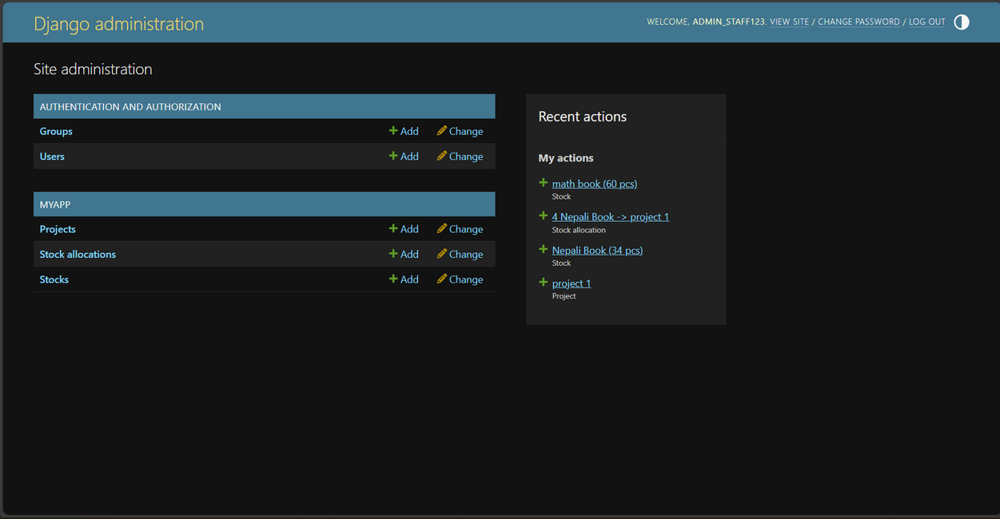 Django administration
WELCOME, ADMIN_STAFF123. VIEW SITE / CHANGE PASSWORD / LOG OUT
Site administration
AUTHENTICATION AND AUTHORIZATION
Groups Add Change
Users Add Change
MYAPP
Projects Add Change
Stock allocations Add Change
Stocks Add Change
Recent actions
My actions
math book (60 pcs)
Stock
4 Nepali Book -> project 1
Stock allocation
Nepali Book (34 pcs)
Stock
project 1
Project